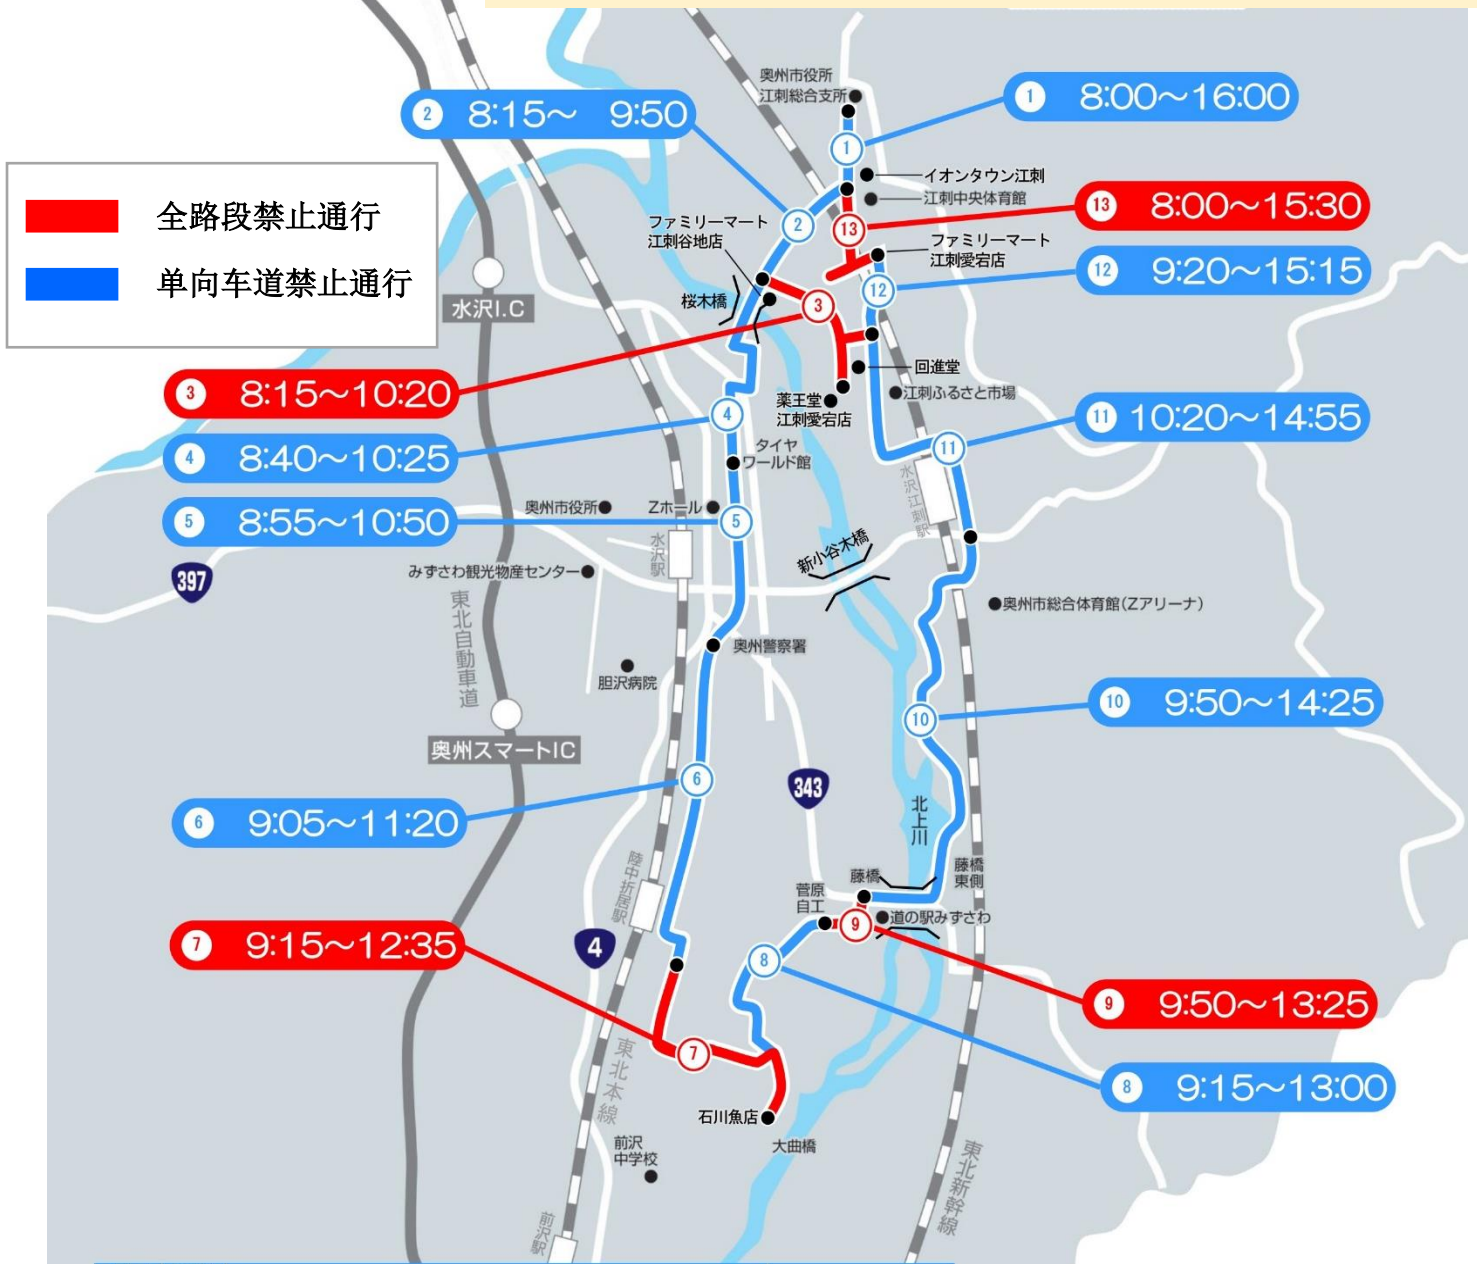 奥州市役所
江刺総合支所
① 8:00～16:00
② 8:15～ 9:50
①
イオンタウン江刺
江刺中央体育館
⑬ 8:00～15:30
全路段禁止通行
单向车道禁止通行
ファミリーマート
江刺谷地店
②
⑬
ファミリーマート
江刺愛宕店
⑫ 9:20～15:15
⑫
水沢I.C
桜木橋
③
③ 8:15～10:20
回進堂
江刺ふるさと市場
薬王堂
江刺愛宕店
④
⑪ 10:20～14:55
⑪
④ 8:40～10:25
タイヤ
ワールド館
水沢江刺駅
⑤ 8:55～10:50
奥州市役所
Zホール
⑤
水沢駅
新小谷木橋
397
みずさわ観光物産センター
東北自動車道
奥州市総合体育館(Zアリーナ)
奥州警察署
胆沢病院
⑩ 9:50～14:25
⑩
奥州スマートIC
⑥
343
⑥ 9:05～11:20
北上川
陸中折居駅
藤橋
藤橋
東側
菅原
自工
道の駅みずさわ
⑨
4
⑦ 9:15～12:35
⑧
⑨ 9:50～13:25
⑦
東北本線
⑧ 9:15～13:00
石川魚店
大曲橋
前沢
中学校
東北新幹線
前沢駅